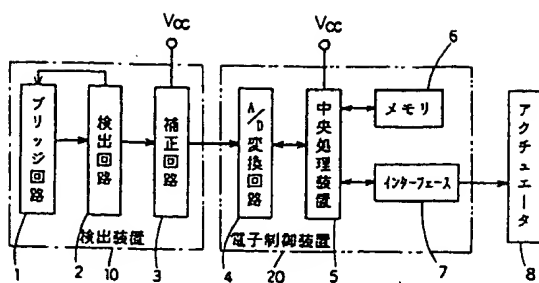 Vcc
Vcc
6
ブリッジ回路
検出回路
補正回路
A/D変換回路
中央処理装置
メモリ
インターフェース
アクチュエータ
検出装置
電子制御装置
1
2
10
3
4
20
5
7
8